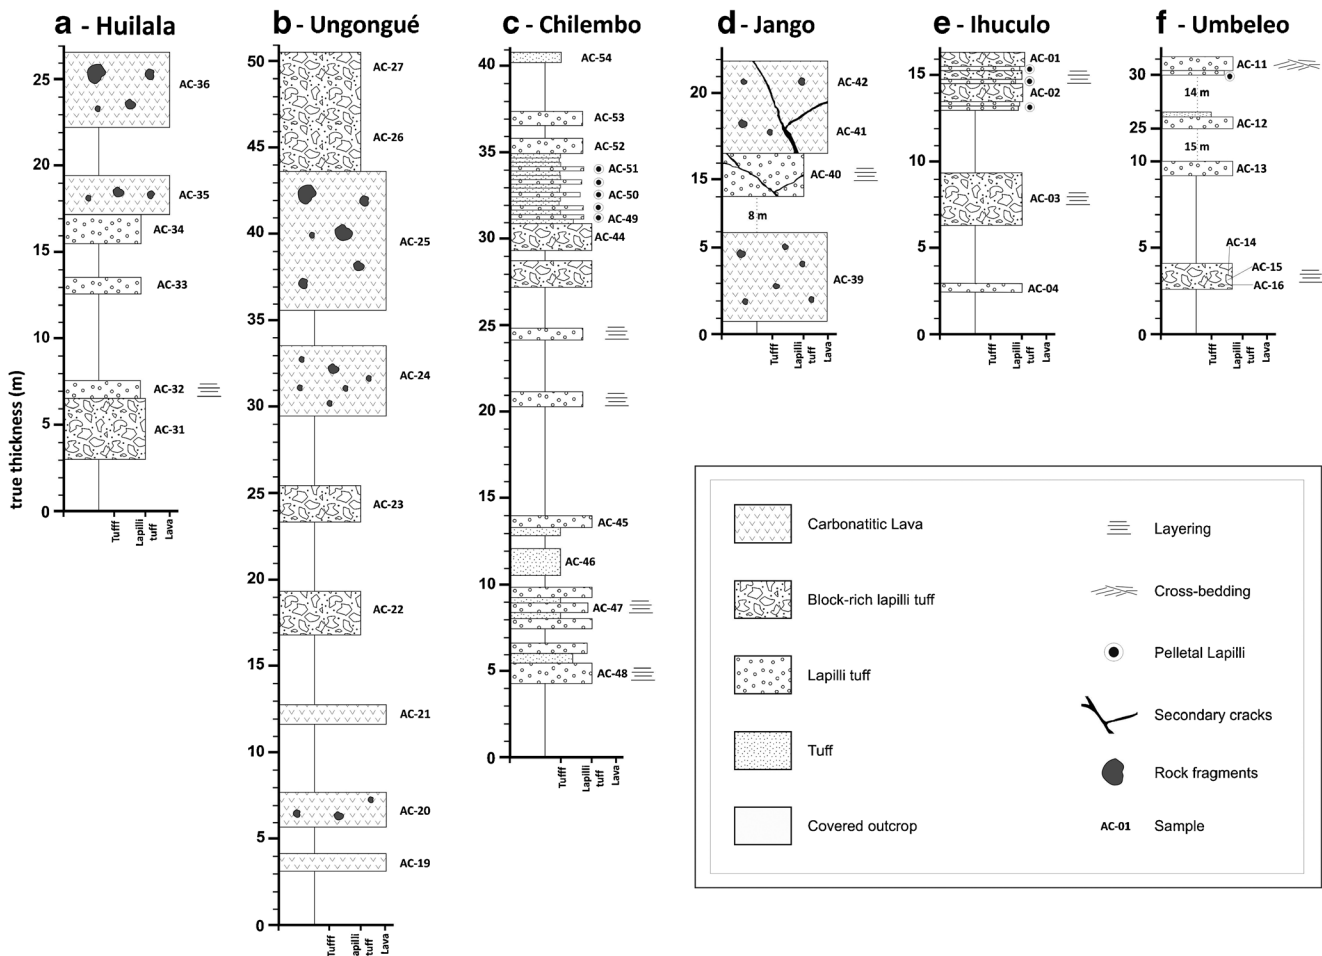 a - Huilala
25
20
15
10
5
0
true thickness (m)
AC-36
AC-35
AC-34
AC-33
AC-32
AC-31
Tufff
Lapilli
tuff
Lava
b - Ungongué
50
45
40
35
30
25
20
15
10
5
0
AC-27
AC-26
AC-25
AC-24
AC-23
AC-22
AC-21
AC-20
AC-19
Tufff
apilli
tuff
Lava
c - Chilembo
40
35
30
25
20
15
10
5
0
AC-54
AC-53
AC-52
AC-51
AC-50
AC-49
AC-44
AC-45
AC-46
AC-47
AC-48
Tufff
Lapilli
tuff
Lava
d - Jango
20
15
5
0
AC-42
AC-41
AC-40
8 m
AC-39
Tufff
Lapilli
tuff
Lava
e - Ihuculo
15
10
5
0
AC-01
AC-02
AC-03
AC-04
Tufff
Lapilli
tuff
Lava
f - Umbeleo
30
25
10
5
0
AC-11
14 m
AC-12
15 m
AC-13
AC-14
AC-15
AC-16
Tufff
Lapilli
tuff
Lava
Carbonatitic Lava
Block-rich lapilli tuff
Lapilli tuff
Tuff
Covered outcrop
Layering
Cross-bedding
Pelletal Lapilli
Secondary cracks
Rock fragments
AC-01 Sample